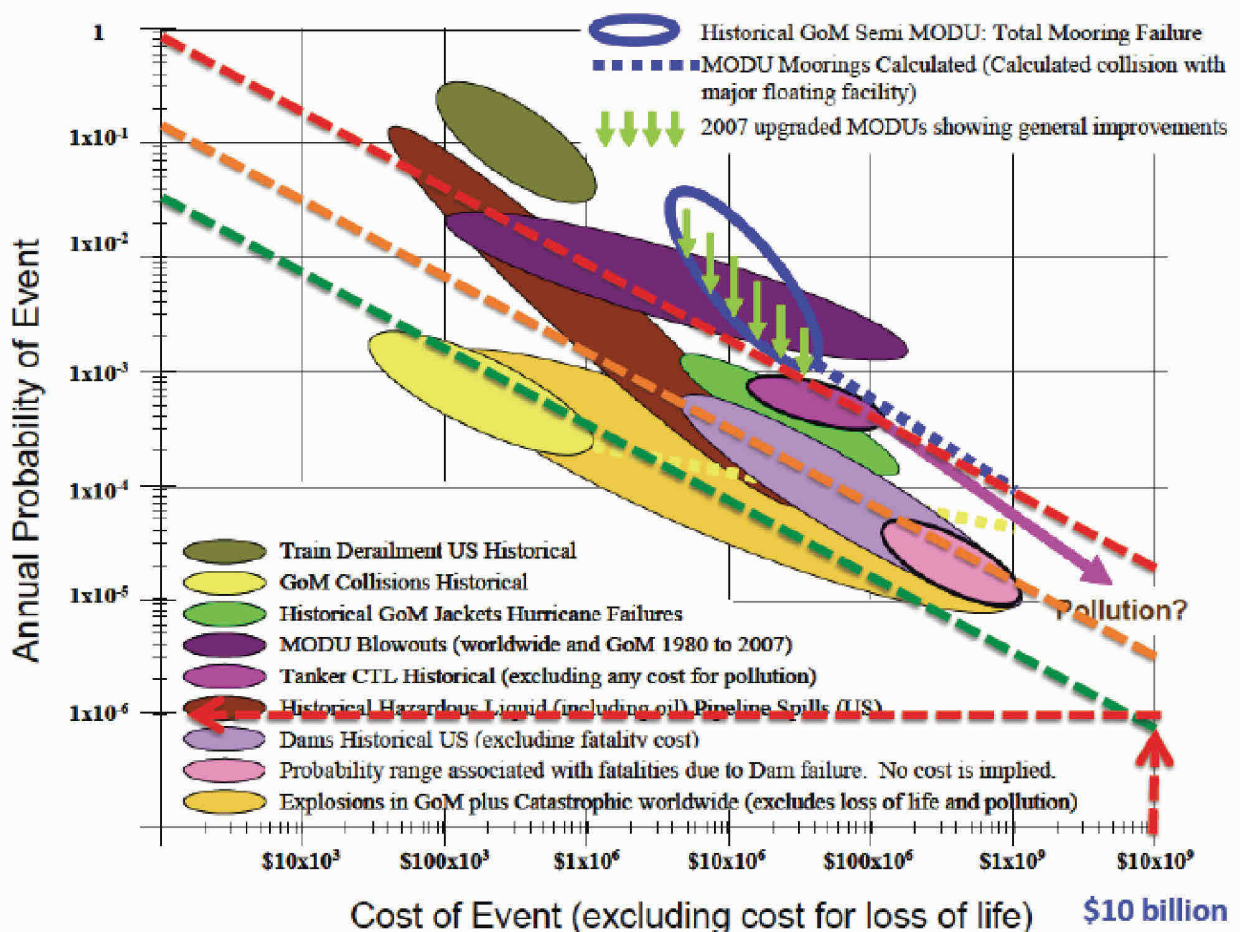 Historical GoM Semi MODU: Total Mooring Failure
MODU Moorings Calculated (Calculated collision with
major floating facility)
2007 upgraded MODUs showing general improvements
Annual Probability of Event
1
1x10⁻¹
1x10⁻²
1x10⁻³
1x10⁻⁴
1x10⁻⁵
1x10⁻⁶
Train Derailment US Historical
GoM Collisions Historical
Historical GoM Jackets Hurricane Failures
MODU Blowouts (worldwide and GoM 1980 to 2007)
Tanker CTL Historical (excluding any cost for pollution)
Historical Hazardous Liquid (including oil) Pipeline Spills (US)
Dams Historical US (excluding fatality cost)
Probability range associated with fatalities due to Dam failure. No cost is implied.
Explosions in GoM plus Catastrophic worldwide (excludes loss of life and pollution)
Pollution?
$10x10³
$100x10³
$1x10⁶
$10x10⁶
$100x10⁶
$1x10⁹
$10x10⁹
Cost of Event (excluding cost for loss of life)
$10 billion